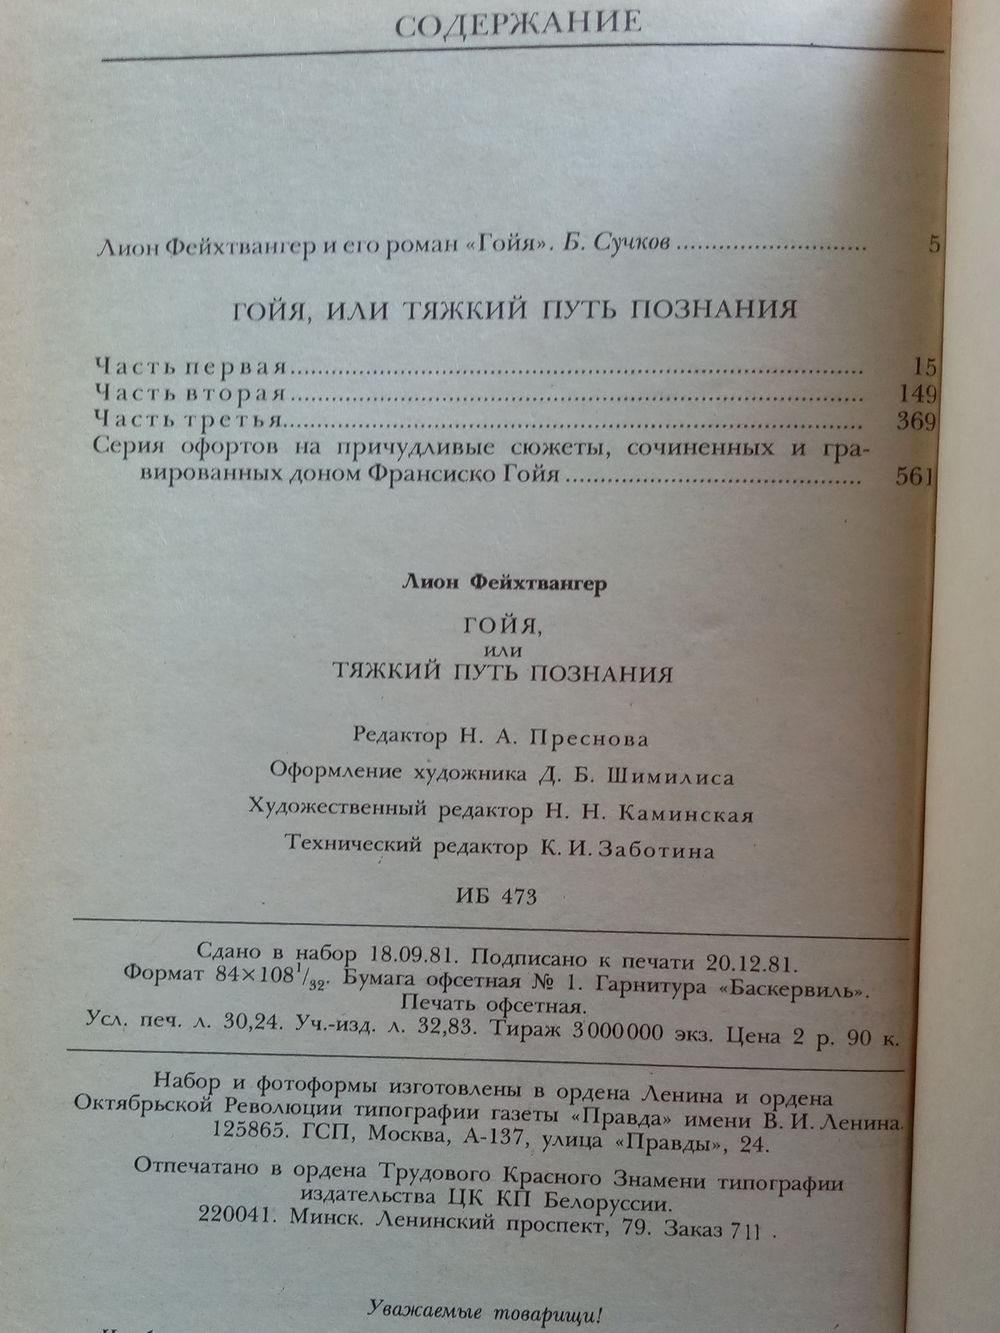 СОДЕРЖАНИЕ
Лион Фейхтвангер и его роман «Гойя». Б. Сучков ............................ 5
ГОЙЯ, ИЛИ ТЯЖКИЙ ПУТЬ ПОЗНАНИЯ
Часть первая ........................................................................ 15
Часть вторая ........................................................................ 149
Часть третья ........................................................................ 369
Серия офортов на причудливые сюжеты, сочиненных и гра-
вированных доном Франсиско Гойя .......................................... 561
Лион Фейхтвангер
ГОЙЯ,
ИЛИ
ТЯЖКИЙ ПУТЬ ПОЗНАНИЯ
Редактор Н. А. Преснова
Оформление художника Д. Б. Шимилиса
Художественный редактор Н. Н. Каминская
Технический редактор К. И. Заботина
ИБ 473
Сдано в набор 18.09.81. Подписано к печати 20.12.81.
Формат 84×108¹/₃₂. Бумага офсетная № 1. Гарнитура «Баскервиль».
Печать офсетная.
Усл. печ. л. 30,24. Уч.-изд. л. 32,83. Тираж 3 000 000 экз. Цена 2 р. 90 к.
Набор и фотоформы изготовлены в ордена Ленина и ордена
Октябрьской Революции типографии газеты «Правда» имени В. И. Ленина.
125865. ГСП, Москва, А-137, улица «Правды», 24.
Отпечатано в ордена Трудового Красного Знамени типографии
издательства ЦК КП Белоруссии.
220041. Минск. Ленинский проспект, 79. Заказ 711.
Уважаемые товарищи!